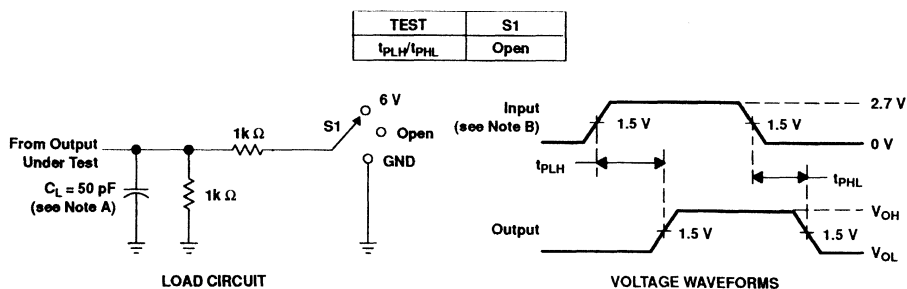 TEST S1
tPLH/tPHL Open
6 V
S1
Open
GND
1k Ω
From Output
Under Test
CL = 50 pF
(see Note A)
1k Ω
LOAD CIRCUIT
Input
(see Note B)
2.7 V
1.5 V
1.5 V
0 V
tPLH
tPHL
Output
VOH
1.5 V
1.5 V
VOL
VOLTAGE WAVEFORMS